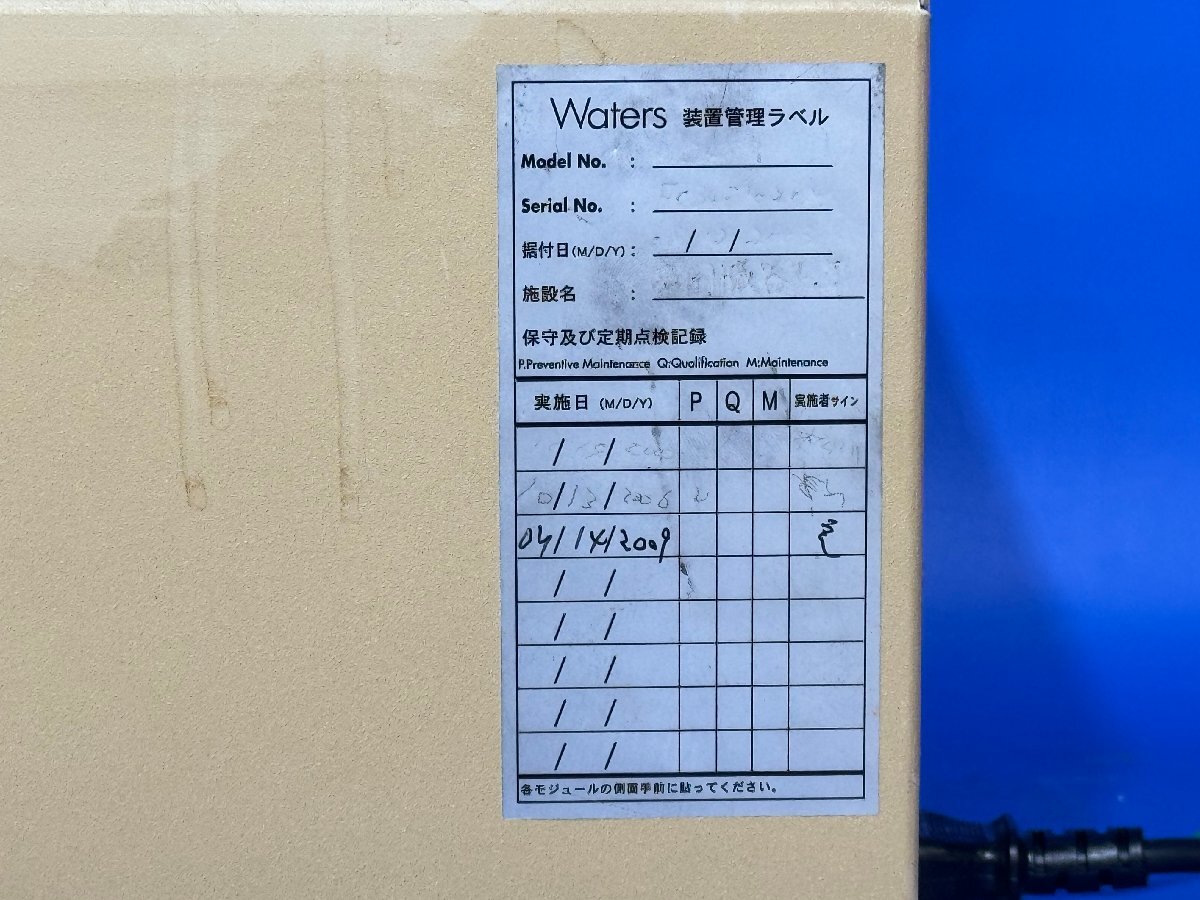 Waters 装置管理ラベル
Model No. :
Serial No. :
据付日(M/D/Y): / /
施設名 :
保守及び定期点検記録
P:Preventive Maintenance Q:Qualification M:Maintenance
実施日 (M/D/Y) P Q M 実施者サイン
/ /
10/13/2008
04/14/2009
/ /
/ /
/ /
/ /
/ /
各モジュールの側面手前に貼ってください。